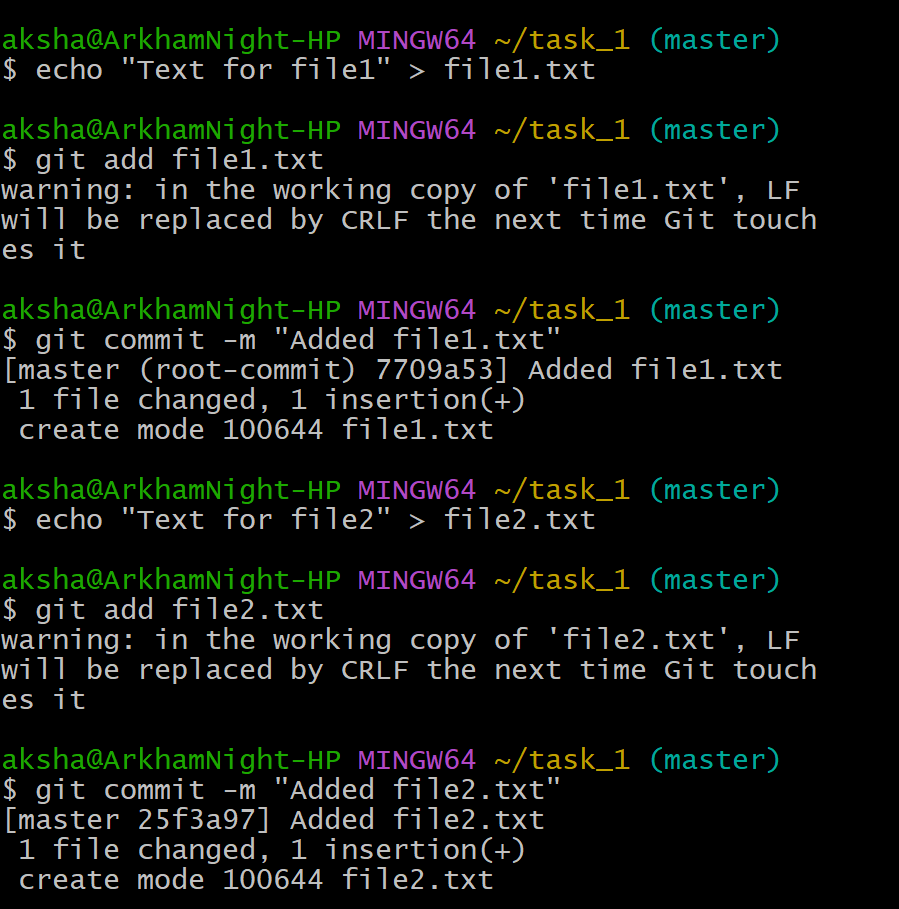 aksha@ArkhamNight-HP MINGW64 ~/task_1 (master)
$ echo "Text for file1" > file1.txt
aksha@ArkhamNight-HP MINGW64 ~/task_1 (master)
$ git add file1.txt
warning: in the working copy of 'file1.txt', LF
will be replaced by CRLF the next time Git touch
es it
aksha@ArkhamNight-HP MINGW64 ~/task_1 (master)
$ git commit -m "Added file1.txt"
[master (root-commit) 7709a53] Added file1.txt
 1 file changed, 1 insertion(+)
 create mode 100644 file1.txt
aksha@ArkhamNight-HP MINGW64 ~/task_1 (master)
$ echo "Text for file2" > file2.txt
aksha@ArkhamNight-HP MINGW64 ~/task_1 (master)
$ git add file2.txt
warning: in the working copy of 'file2.txt', LF
will be replaced by CRLF the next time Git touch
es it
aksha@ArkhamNight-HP MINGW64 ~/task_1 (master)
$ git commit -m "Added file2.txt"
[master 25f3a97] Added file2.txt
 1 file changed, 1 insertion(+)
 create mode 100644 file2.txt